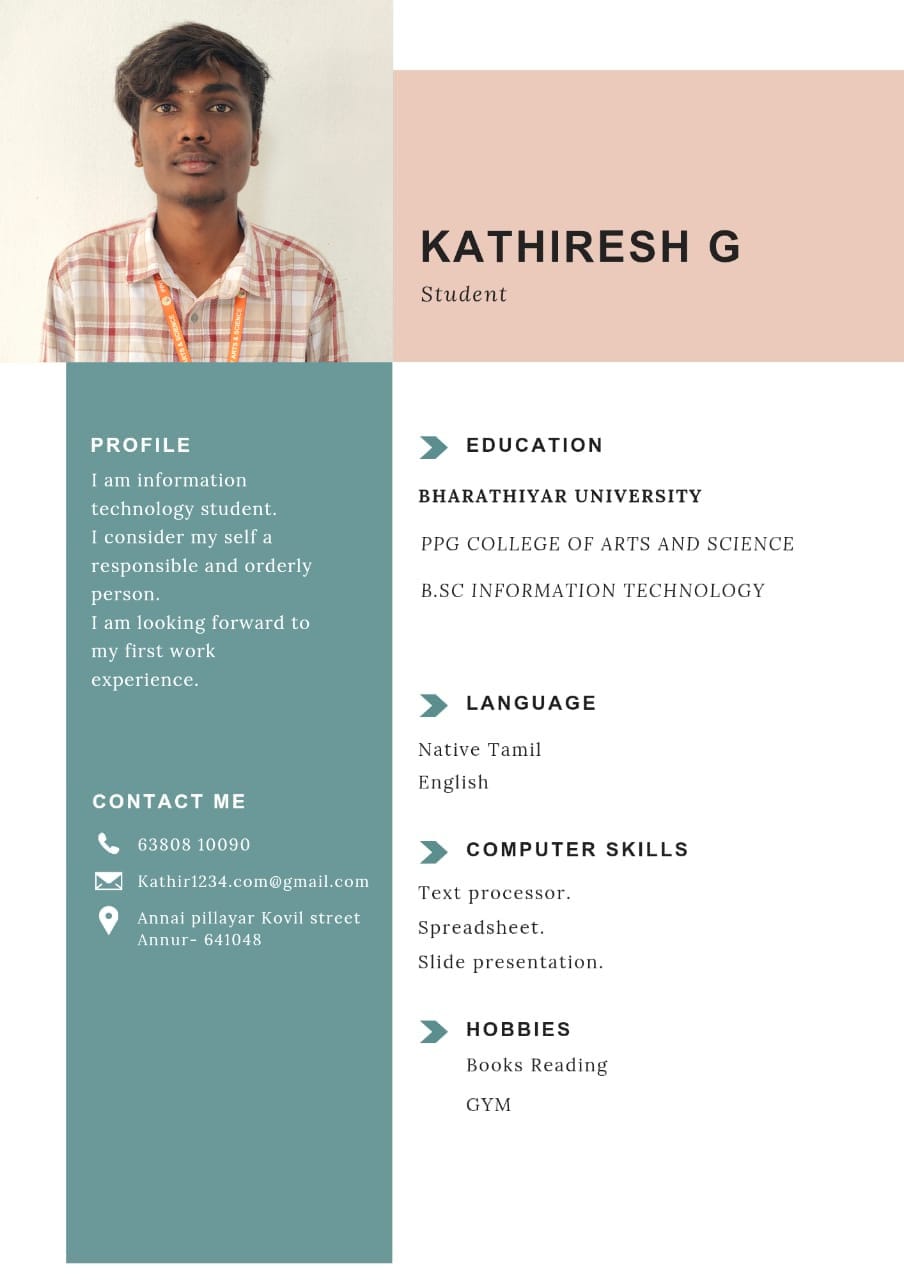 KATHIRESH G
Student
PROFILE
I am information
technology student.
I consider my self a
responsible and orderly
person.
I am looking forward to
my first work
experience.
CONTACT ME
63808 10090
Kathir1234.com@gmail.com
Annai pillayar Kovil street
Annur- 641048
EDUCATION
BHARATHIYAR UNIVERSITY
PPG COLLEGE OF ARTS AND SCIENCE
B.SC INFORMATION TECHNOLOGY
LANGUAGE
Native Tamil
English
COMPUTER SKILLS
Text processor.
Spreadsheet.
Slide presentation.
HOBBIES
Books Reading
GYM